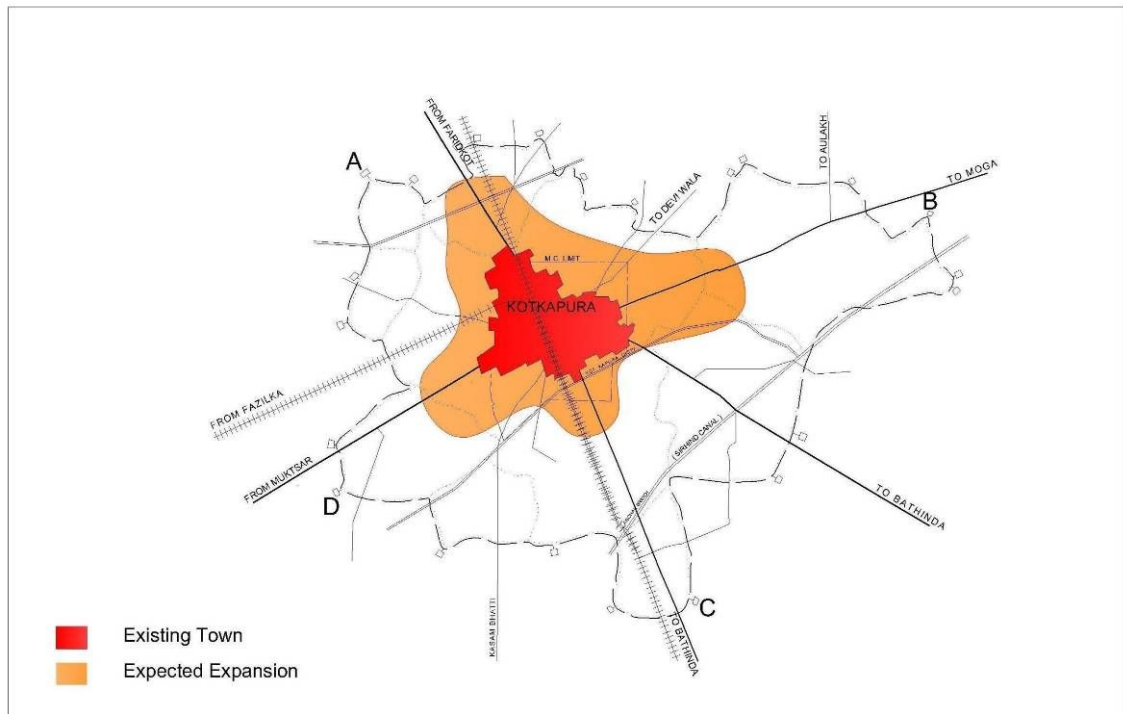 FROM FARIDKOT
A
TO AULAKH
TO MOGA
B
TO DEVI WALA
M.C. LIMIT
KOTKAPURA
FROM FAZILKA
( SIRHIND CANAL )
FROM MUKTSAR
D
TO BATHINDA
KASAM BHATTI
C
TO BATHINDA
Existing Town
Expected Expansion